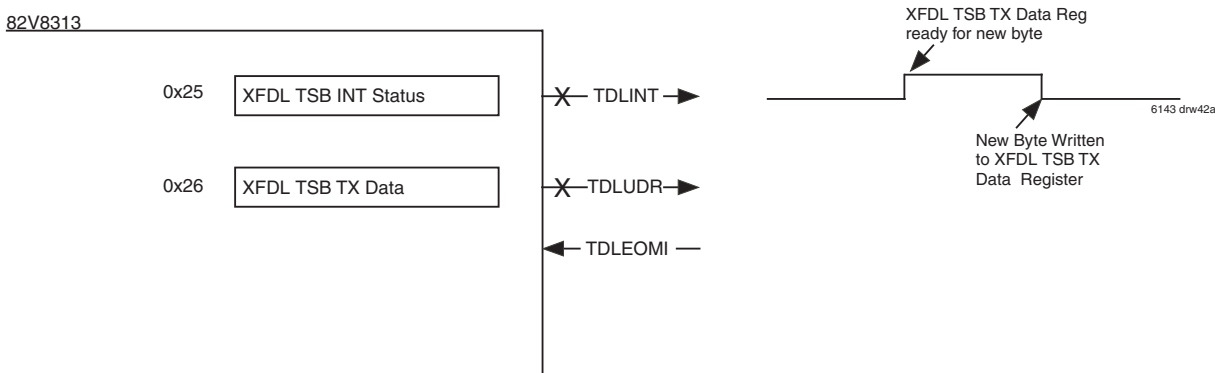 82V8313
XFDL TSB TX Data Reg
ready for new byte
0x25
XFDL TSB INT Status
TDLINT
6143 drw42a
New Byte Written
to XFDL TSB TX
Data Register
0x26
XFDL TSB TX Data
TDLUDR
TDLEOMI